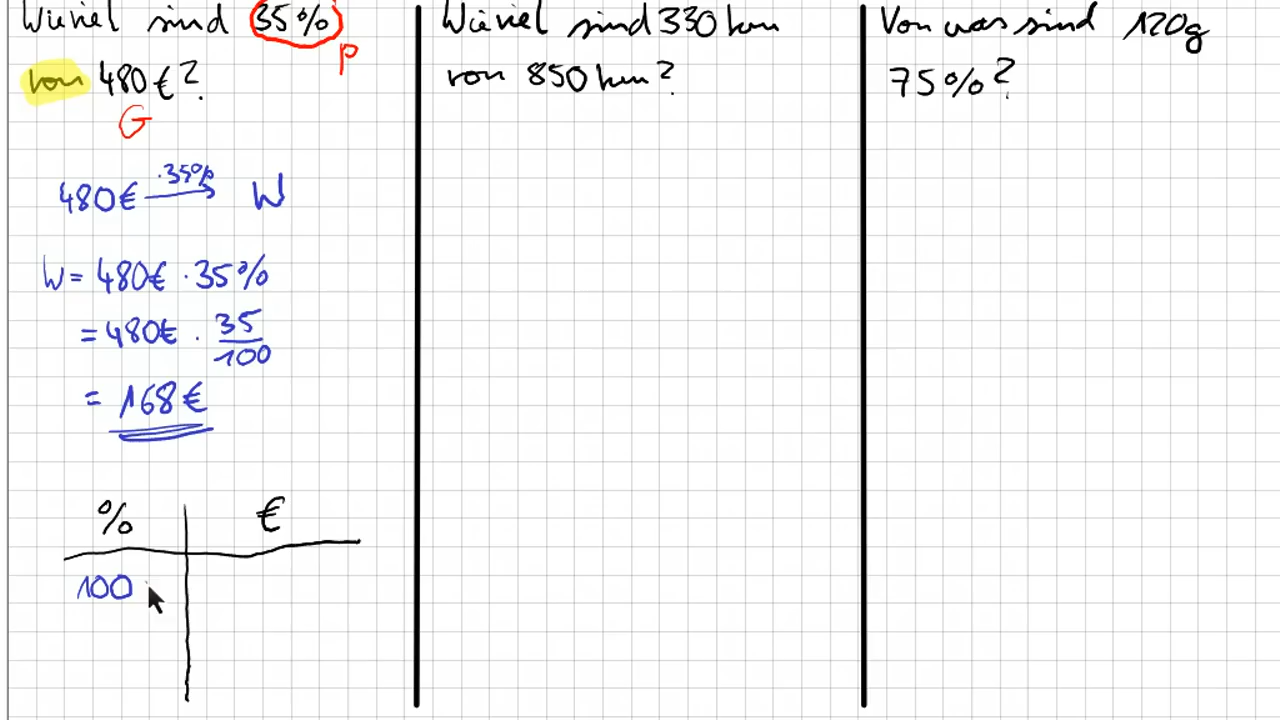 Wieviel sind 35%
P
von 480€?
G
480€ ·35% W
W = 480€ · 35%
= 480€ · 35/100
= 168€
% €
100
Wieviel sind 330 km
von 850 km?
Von was sind 120g
75%?